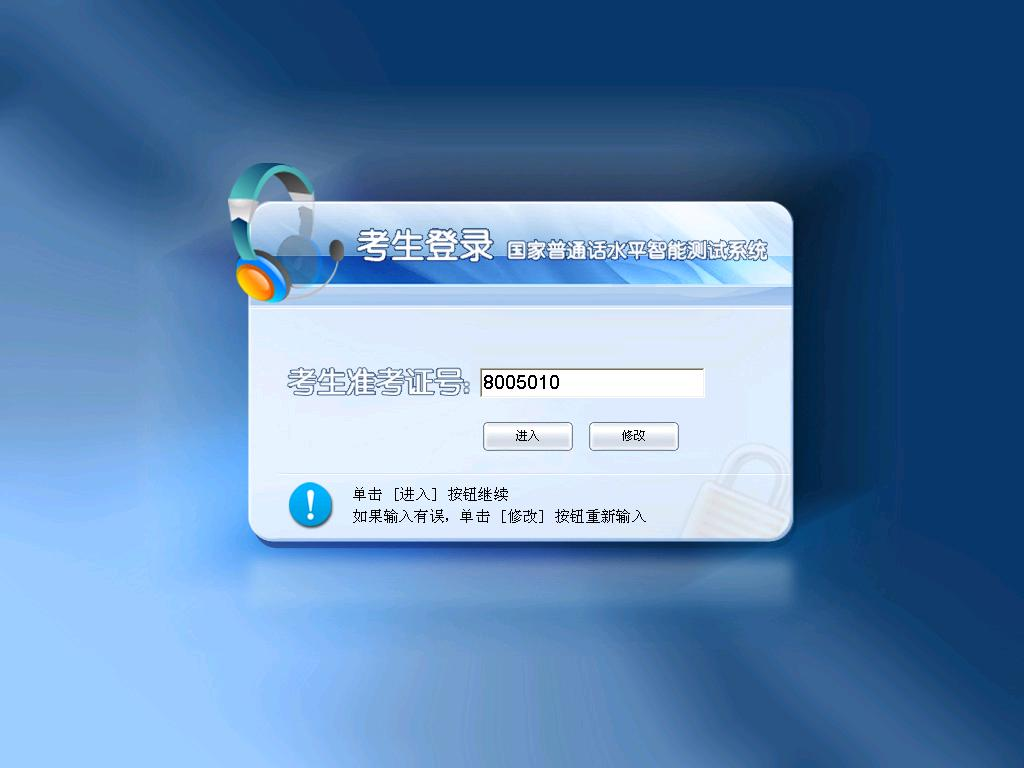 考生登录 国家普通话水平智能测试系统
考生准考证号: 8005010
进入 修改
单击 [进入] 按钮继续
如果输入有误, 单击 [修改] 按钮重新输入